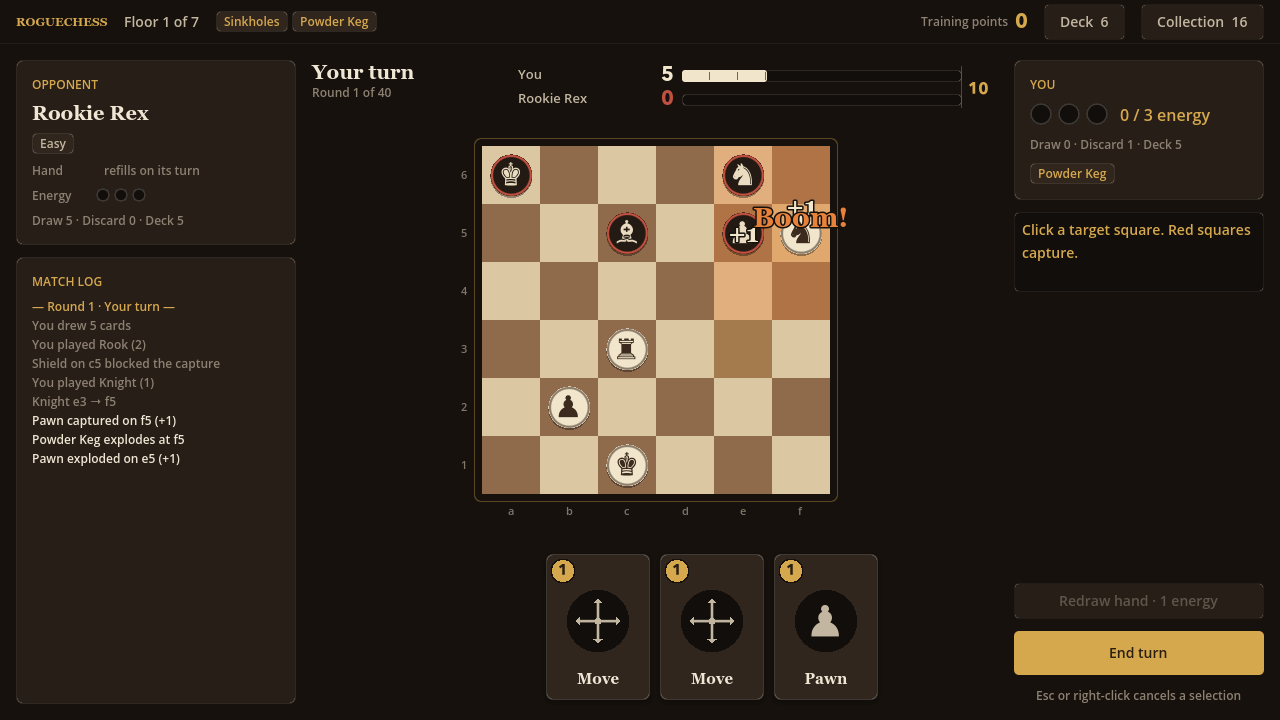 ROGUECHESS Floor 1 of 7 Sinkholes Powder Keg Training points 0 Deck 6 Collection 16
OPPONENT
Rookie Rex
Easy
Hand refills on its turn
Energy
Draw 5 · Discard 0 · Deck 5
MATCH LOG
— Round 1 · Your turn —
You drew 5 cards
You played Rook (2)
Shield on c5 blocked the capture
You played Knight (1)
Knight e3 → f5
Pawn captured on f5 (+1)
Powder Keg explodes at f5
Pawn exploded on e5 (+1)
Your turn
Round 1 of 40
You 5
Rookie Rex 0
10
6
5
4
3
2
1
+1
Boom!
+1
a b c d e f
1 Move
1 Move
1 Pawn
YOU
0 / 3 energy
Draw 0 · Discard 1 · Deck 5
Powder Keg
Click a target square. Red squares
capture.
Redraw hand · 1 energy
End turn
Esc or right-click cancels a selection